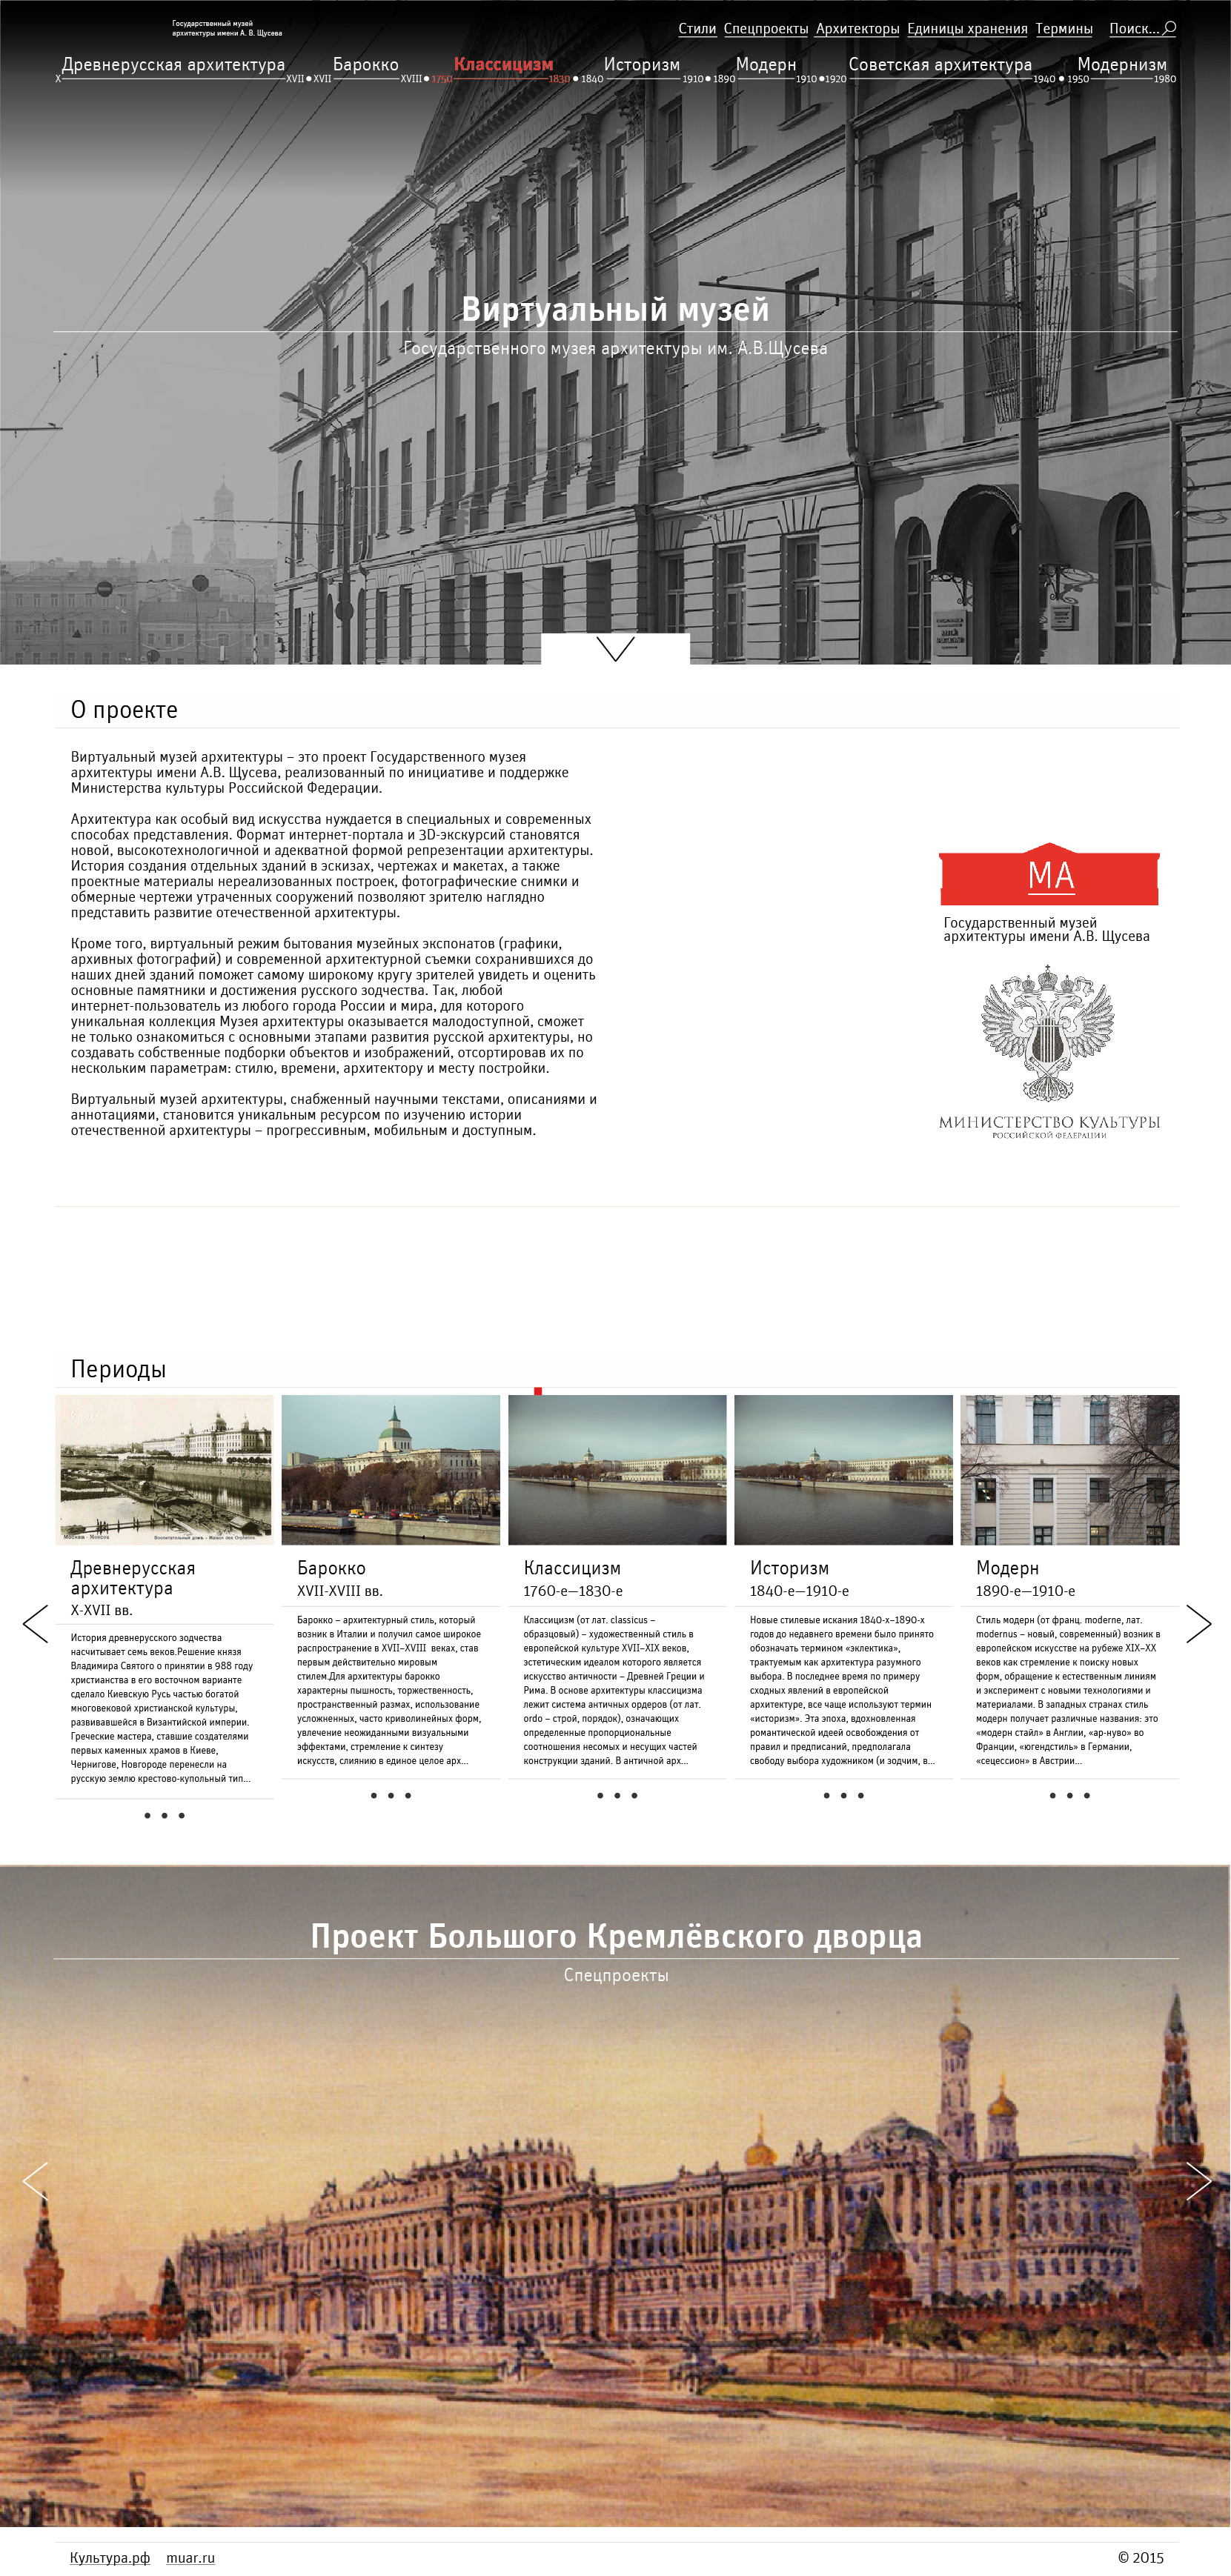 Государственный музей
архитектуры имени А. В. Щусева
Стили Спецпроекты Архитекторы Единицы хранения Термины Поиск...
Древнерусская архитектура Барокко Классицизм Историзм Модерн Советская архитектура Модернизм
X XVII XVII XVIII 1750 1830 1840 1910 1890 1910 1920 1940 1950 1980
Виртуальный музей
Государственного музея архитектуры им. А.В.Щусева
О проекте
Виртуальный музей архитектуры – это проект Государственного музея
архитектуры имени А.В. Щусева, реализованный по инициативе и поддержке
Министерства культуры Российской Федерации.
Архитектура как особый вид искусства нуждается в специальных и современных
способах представления. Формат интернет-портала и 3D-экскурсий становятся
новой, высокотехнологичной и адекватной формой репрезентации архитектуры.
История создания отдельных зданий в эскизах, чертежах и макетах, а также
проектные материалы нереализованных построек, фотографические снимки и
обмерные чертежи утраченных сооружений позволяют зрителю наглядно
представить развитие отечественной архитектуры.
Кроме того, виртуальный режим бытования музейных экспонатов (графики,
архивных фотографий) и современной архитектурной съемки сохранившихся до
наших дней зданий поможет самому широкому кругу зрителей увидеть и оценить
основные памятники и достижения русского зодчества. Так, любой
интернет-пользователь из любого города России и мира, для которого
уникальная коллекция Музея архитектуры оказывается малодоступной, сможет
не только ознакомиться с основными этапами развития русской архитектуры, но
создавать собственные подборки объектов и изображений, отсортировав их по
нескольким параметрам: стилю, времени, архитектору и месту постройки.
Виртуальный музей архитектуры, снабженный научными текстами, описаниями и
аннотациями, становится уникальным ресурсом по изучению истории
отечественной архитектуры – прогрессивным, мобильным и доступным.
МА
Государственный музей
архитектуры имени А.В. Щусева
МИНИСТЕРСТВО КУЛЬТУРЫ
РОССИЙСКОЙ ФЕДЕРАЦИИ
Периоды
Москва - Moscou Воспитательный домъ - Maison des Orphelins
Древнерусская
архитектура
X-XVII вв.
История древнерусского зодчества
насчитывает семь веков.Решение князя
Владимира Святого о принятии в 988 году
христианства в его восточном варианте
сделало Киевскую Русь частью богатой
многовековой христианской культуры,
развивавшейся в Византийской империи.
Греческие мастера, ставшие создателями
первых каменных храмов в Киеве,
Чернигове, Новгороде перенесли на
русскую землю крестово-купольный тип...
Барокко
XVII-XVIII вв.
Барокко – архитектурный стиль, который
возник в Италии и получил самое широкое
распространение в XVII–XVIII веках, став
первым действительно мировым
стилем.Для архитектуры барокко
характерны пышность, торжественность,
пространственный размах, использование
усложненных, часто криволинейных форм,
увлечение неожиданными визуальными
эффектами, стремление к синтезу
искусств, слиянию в единое целое арх...
Классицизм
1760-е—1830-е
Классицизм (от лат. classicus –
образцовый) – художественный стиль в
европейской культуре XVII–XIX веков,
эстетическим идеалом которого является
искусство античности – Древней Греции и
Рима. В основе архитектуры классицизма
лежит система античных ордеров (от лат.
ordo – строй, порядок), означающих
определенные пропорциональные
соотношения несомых и несущих частей
конструкции зданий. В античной арх...
Историзм
1840-е—1910-е
Новые стилевые искания 1840-х–1890-х
годов до недавнего времени было принято
обозначать термином «эклектика»,
трактуемым как архитектура разумного
выбора. В последнее время по примеру
сходных явлений в европейской
архитектуре, все чаще используют термин
«историзм». Эта эпоха, вдохновленная
романтической идеей освобождения от
правил и предписаний, предполагала
свободу выбора художником (и зодчим, в...
Модерн
1890-е—1910-е
Стиль модерн (от франц. moderne, лат.
modernus – новый, современный) возник в
европейском искусстве на рубеже XIX–XX
веков как стремление к поиску новых
форм, обращение к естественным линиям
и эксперимент с новыми технологиями и
материалами. В западных странах стиль
модерн получает различные названия: это
«модерн стайл» в Англии, «ар-нуво» во
Франции, «югендстиль» в Германии,
«сецессион» в Австрии...
Проект Большого Кремлёвского дворца
Спецпроекты
Культура.рф muar.ru © 2015